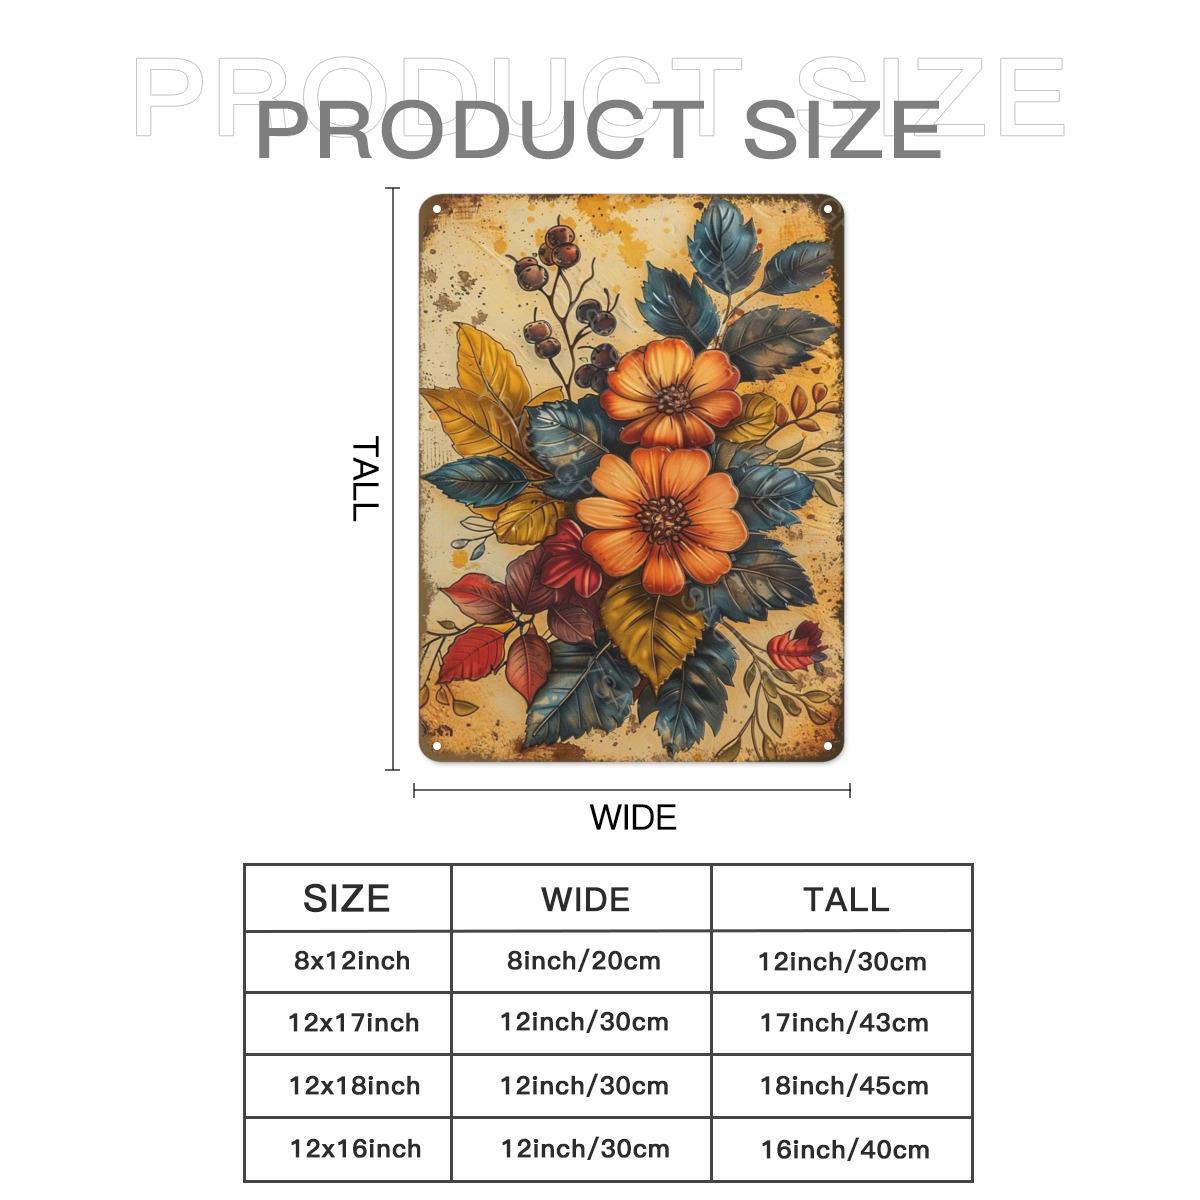 PRODUCT SIZE
PRODUCT SIZE
TALL
WIDE
SIZE WIDE TALL
8x12inch 8inch/20cm 12inch/30cm
12x17inch 12inch/30cm 17inch/43cm
12x18inch 12inch/30cm 18inch/45cm
12x16inch 12inch/30cm 16inch/40cm